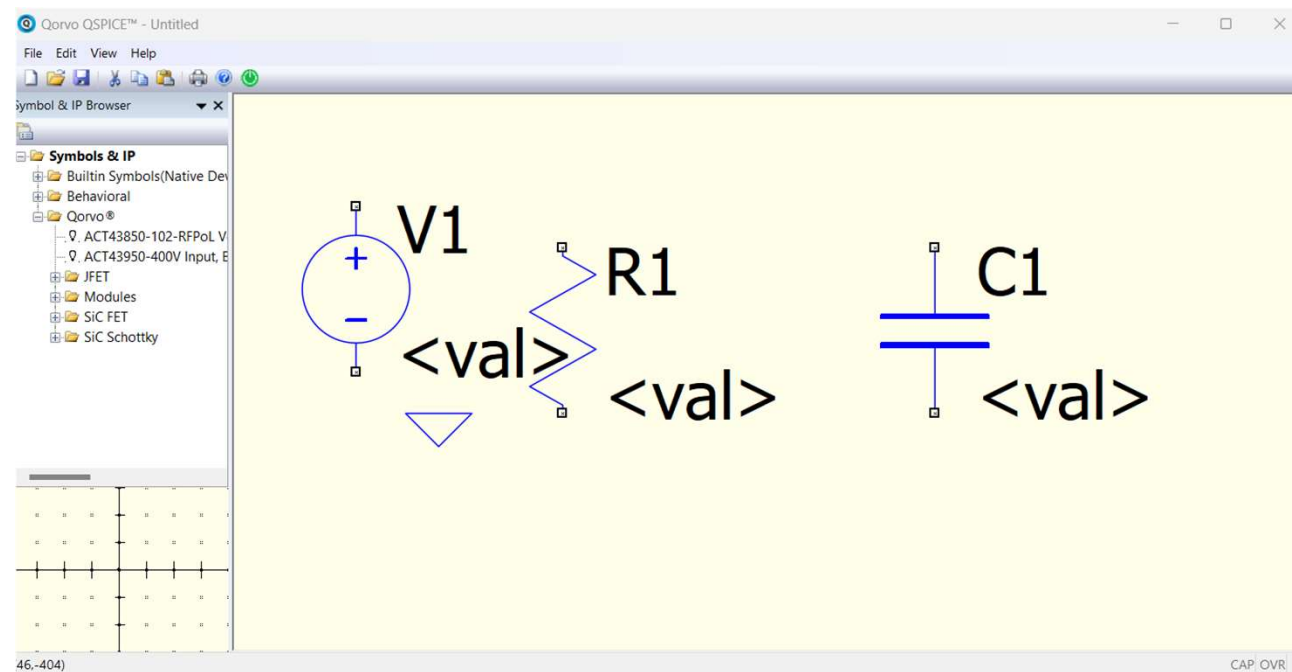 Qorvo QSPICE™ - Untitled
File Edit View Help
Symbol & IP Browser
Symbols & IP
Builtin Symbols(Native Dev
Behavioral
Qorvo®
ACT43850-102-RFPoL V
ACT43950-400V Input, E
JFET
Modules
SiC FET
SiC Schottky
V1
<val>
R1
<val>
C1
<val>
46,-404)
CAP OVR